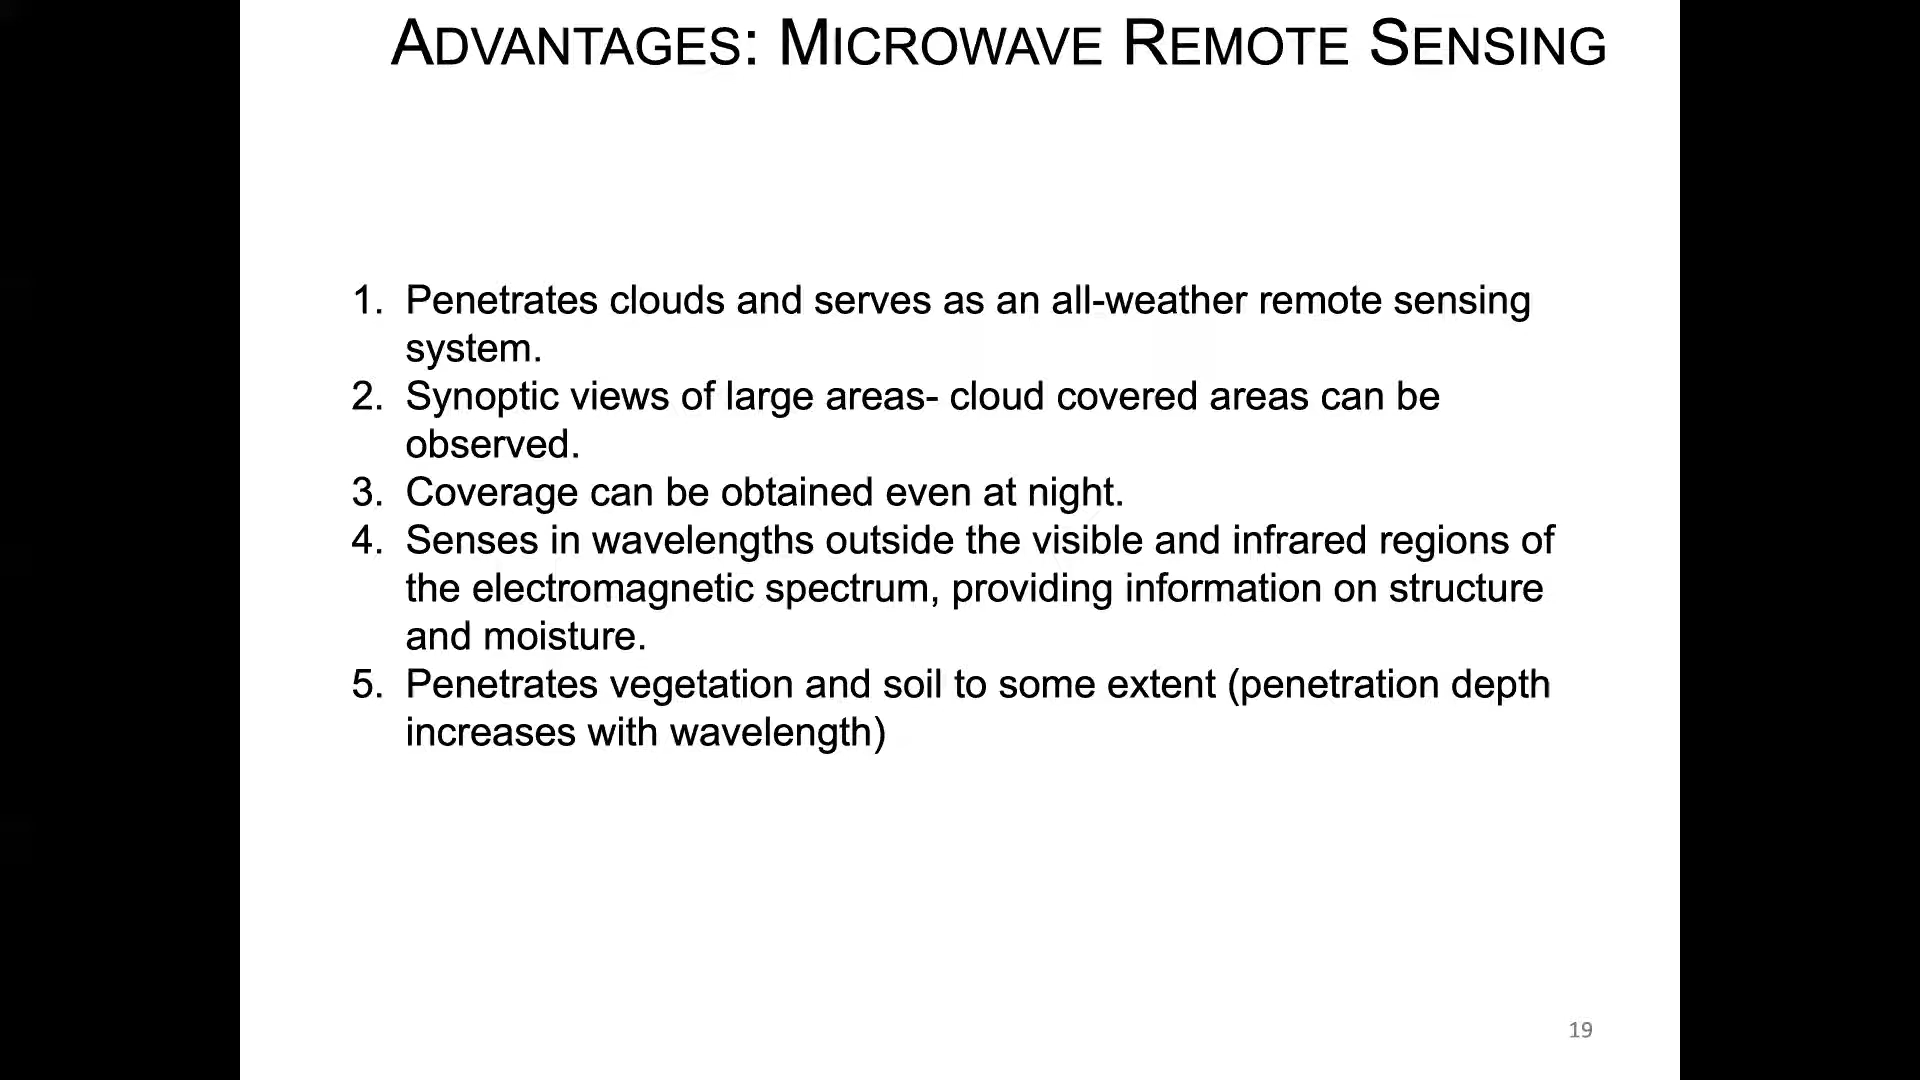 ADVANTAGES: MICROWAVE REMOTE SENSING
1. Penetrates clouds and serves as an all-weather remote sensing
system.
2. Synoptic views of large areas- cloud covered areas can be
observed.
3. Coverage can be obtained even at night.
4. Senses in wavelengths outside the visible and infrared regions of
the electromagnetic spectrum, providing information on structure
and moisture.
5. Penetrates vegetation and soil to some extent (penetration depth
increases with wavelength)
19